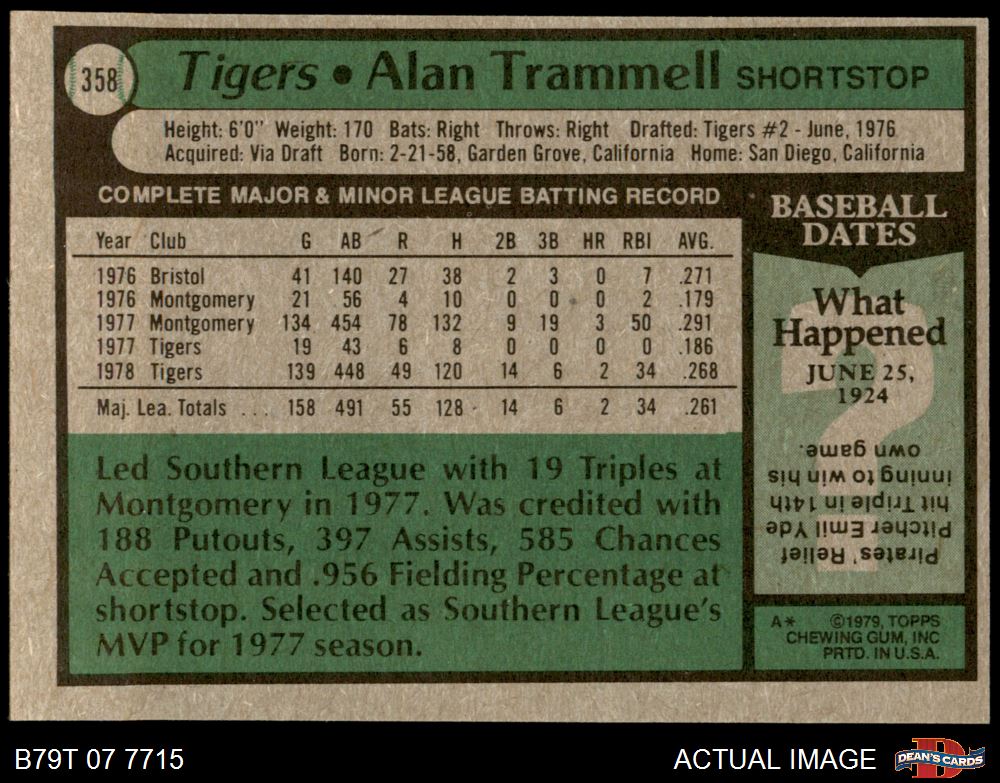 358
Tigers • Alan Trammell SHORTSTOP
Height: 6'0" Weight: 170 Bats: Right Throws: Right Drafted: Tigers #2 - June, 1976
Acquired: Via Draft Born: 2-21-58, Garden Grove, California Home: San Diego, California
COMPLETE MAJOR & MINOR LEAGUE BATTING RECORD
Year Club G AB R H 2B 3B HR RBI AVG.
1976 Bristol 41 140 27 38 2 3 0 7 .271
1976 Montgomery 21 56 4 10 0 0 0 2 .179
1977 Montgomery 134 454 78 132 9 19 3 50 .291
1977 Tigers 19 43 6 8 0 0 0 0 .186
1978 Tigers 139 448 49 120 14 6 2 34 .268
Maj. Lea. Totals ... 158 491 55 128 14 6 2 34 .261
Led Southern League with 19 Triples at
Montgomery in 1977. Was credited with
188 Putouts, 397 Assists, 585 Chances
Accepted and .956 Fielding Percentage at
shortstop. Selected as Southern League's
MVP for 1977 season.
BASEBALL
DATES
What
Happened
JUNE 25,
1924
?
Pirates' Relief
Pitcher Emil Yde
hit Triple in 14th
inning to win his
own game.
A* ©1979, TOPPS
CHEWING GUM, INC
PRTD. IN U.S.A.
B79T 07 7715
ACTUAL IMAGE
D
DEAN'S CARDS